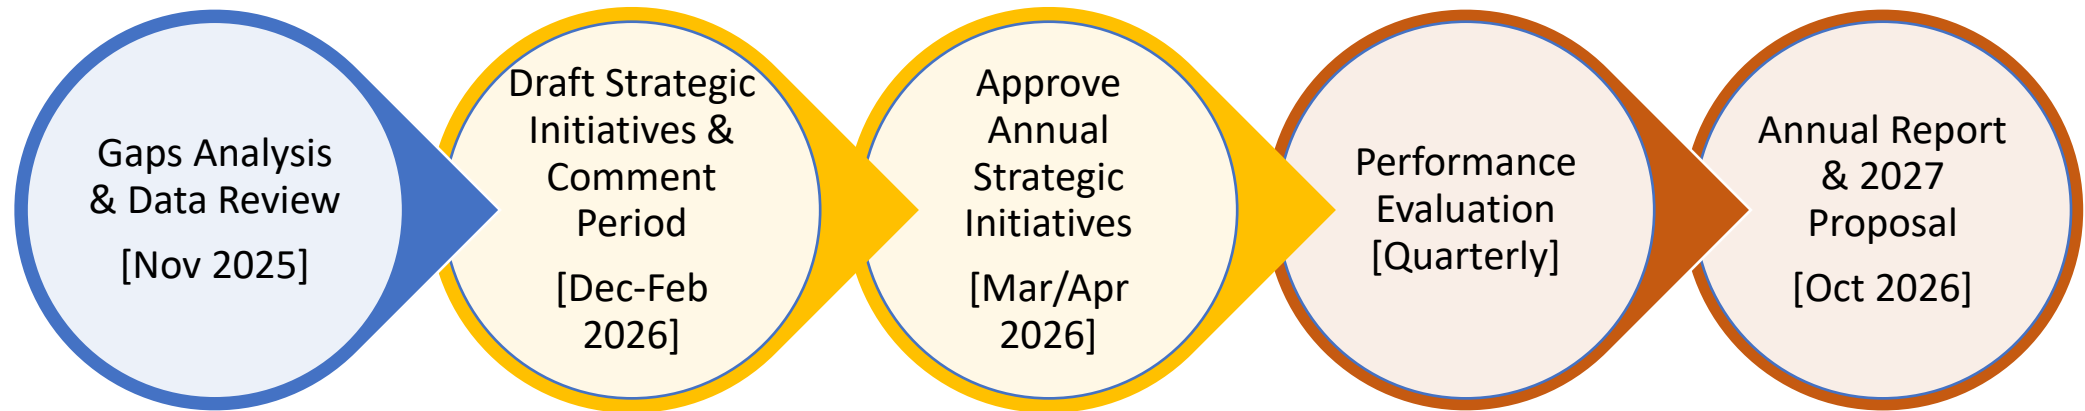 Gaps Analysis
& Data Review
[Nov 2025]
Draft Strategic
Initiatives &
Comment
Period
[Dec-Feb
2026]
Approve
Annual
Strategic
Initiatives
[Mar/Apr
2026]
Performance
Evaluation
[Quarterly]
Annual Report
& 2027
Proposal
[Oct 2026]